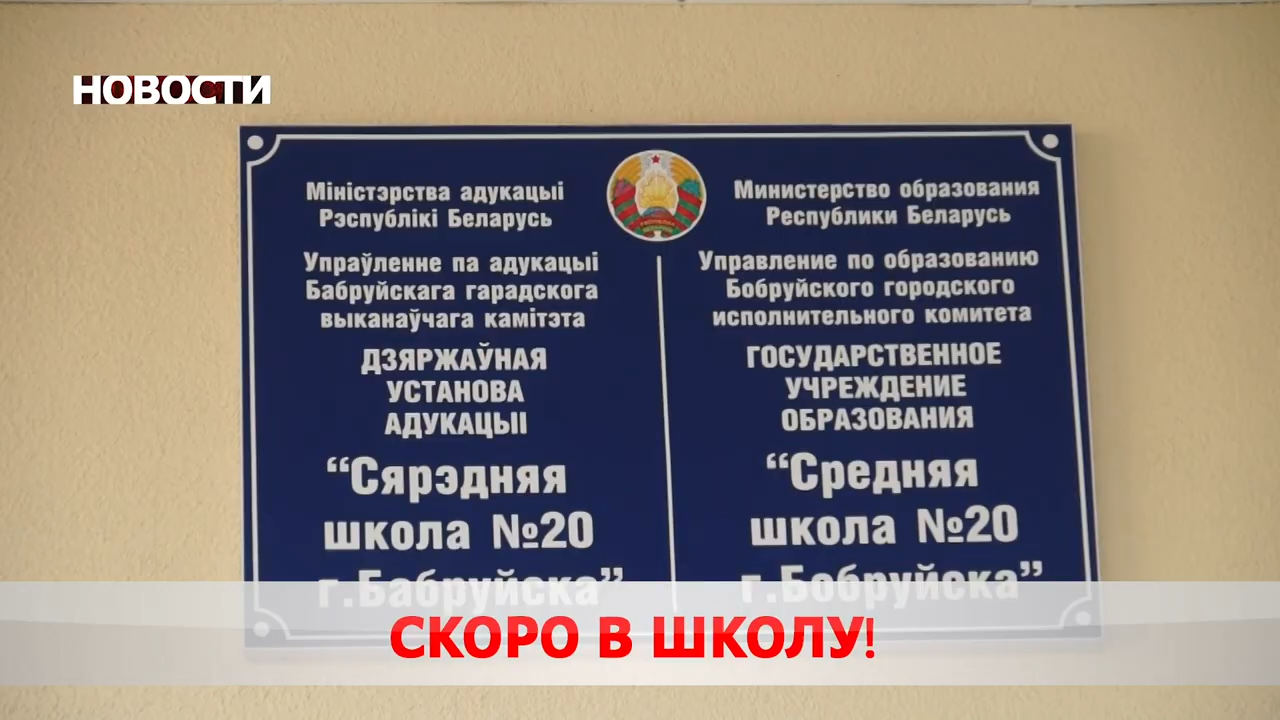 НОВОСТИ
Міністэрства адукацыі
Рэспублікі Беларусь
Упраўленне па адукацыі
Бабруйскага гарадскога
выканаўчага камітэта
ДЗЯРЖАЎНАЯ
УСТАНОВА
АДУКАЦЫІ
“Сярэдняя
школа №20
г.Бабруйска”
Министерство образования
Республики Беларусь
Управление по образованию
Бобруйского городского
исполнительного комитета
ГОСУДАРСТВЕННОЕ
УЧРЕЖДЕНИЕ
ОБРАЗОВАНИЯ
“Средняя
школа №20
г.Бобруйска”
СКОРО В ШКОЛУ!